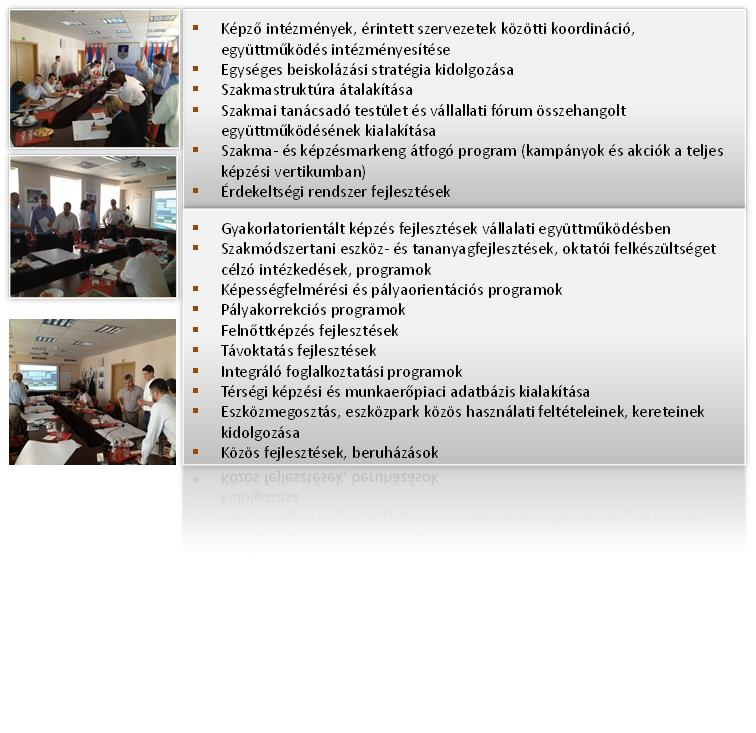 ▪ Képző intézmények, érintett szervezetek közötti koordináció,
együttműködés intézményesítése
▪ Egységes beiskolázási stratégia kidolgozása
▪ Szakmastruktúra átalakítása
▪ Szakmai tanácsadó testület és vállallati fórum összehangolt
együttműködésének kialakítása
▪ Szakma- és képzésmarkeng átfogó program (kampányok és akciók a teljes
képzési vertikumban)
▪ Érdekeltségi rendszer fejlesztések
▪ Gyakorlatorientált képzés fejlesztések vállalati együttműködésben
▪ Szakmódszertani eszköz- és tananyagfejlesztések, oktatói felkészültséget
célzó intézkedések, programok
▪ Képességfelmérési és pályaorientációs programok
▪ Pályakorrekciós programok
▪ Felnőttképzés fejlesztések
▪ Távoktatás fejlesztések
▪ Integráló foglalkoztatási programok
▪ Térségi képzési és munkaerőpiaci adatbázis kialakítása
▪ Eszközmegosztás, eszközpark közös használati feltételeinek, kereteinek
kidolgozása
▪ Közös fejlesztések, beruházások